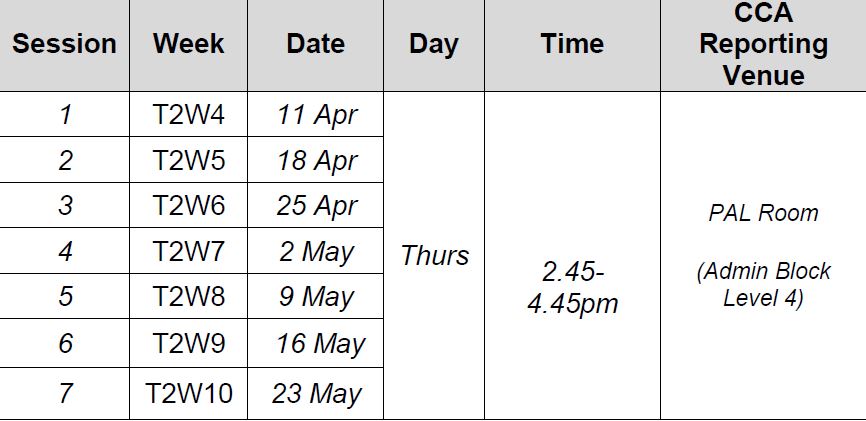 Session Week Date Day Time CCA Reporting Venue
1 T2W4 11 Apr
2 T2W5 18 Apr
3 T2W6 25 Apr
4 T2W7 2 May
5 T2W8 9 May
6 T2W9 16 May
7 T2W10 23 May
Thurs
2.45-
4.45pm
PAL Room
(Admin Block
Level 4)